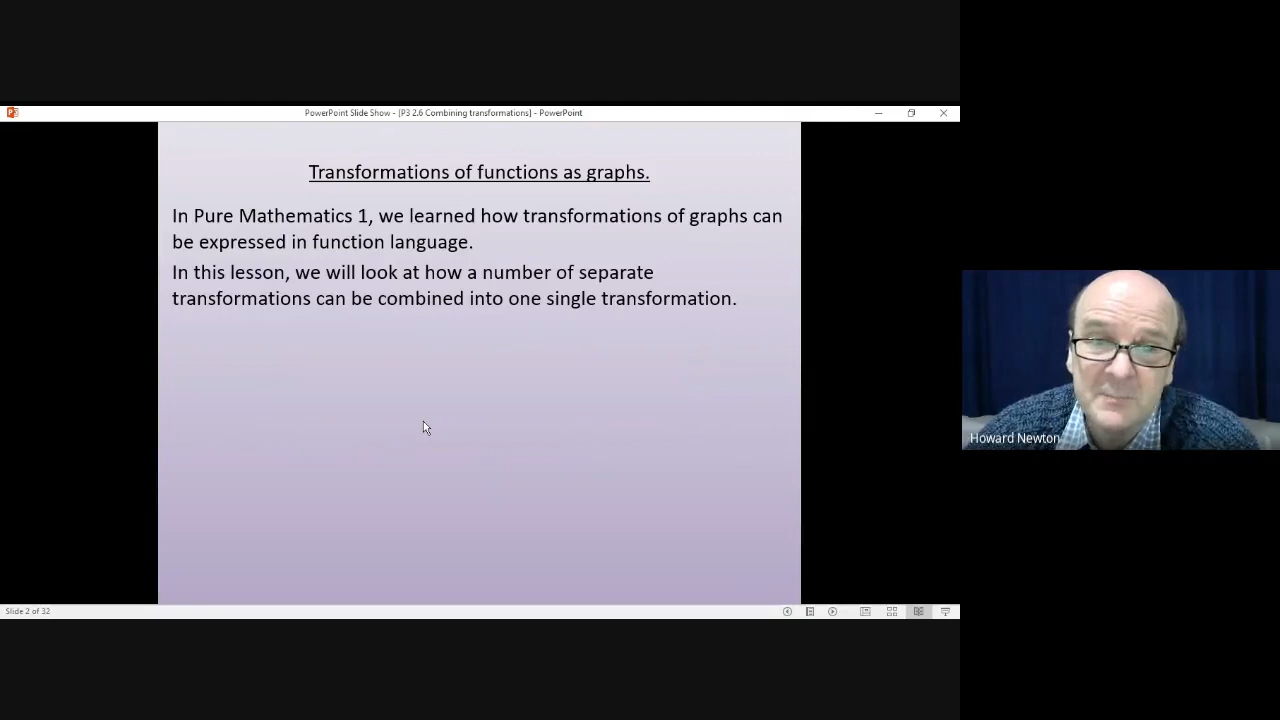 PowerPoint Slide Show - [P3 2.6 Combining transformations] - PowerPoint
Transformations of functions as graphs.
In Pure Mathematics 1, we learned how transformations of graphs can
be expressed in function language.
In this lesson, we will look at how a number of separate
transformations can be combined into one single transformation.
Howard Newton
Slide 2 of 32